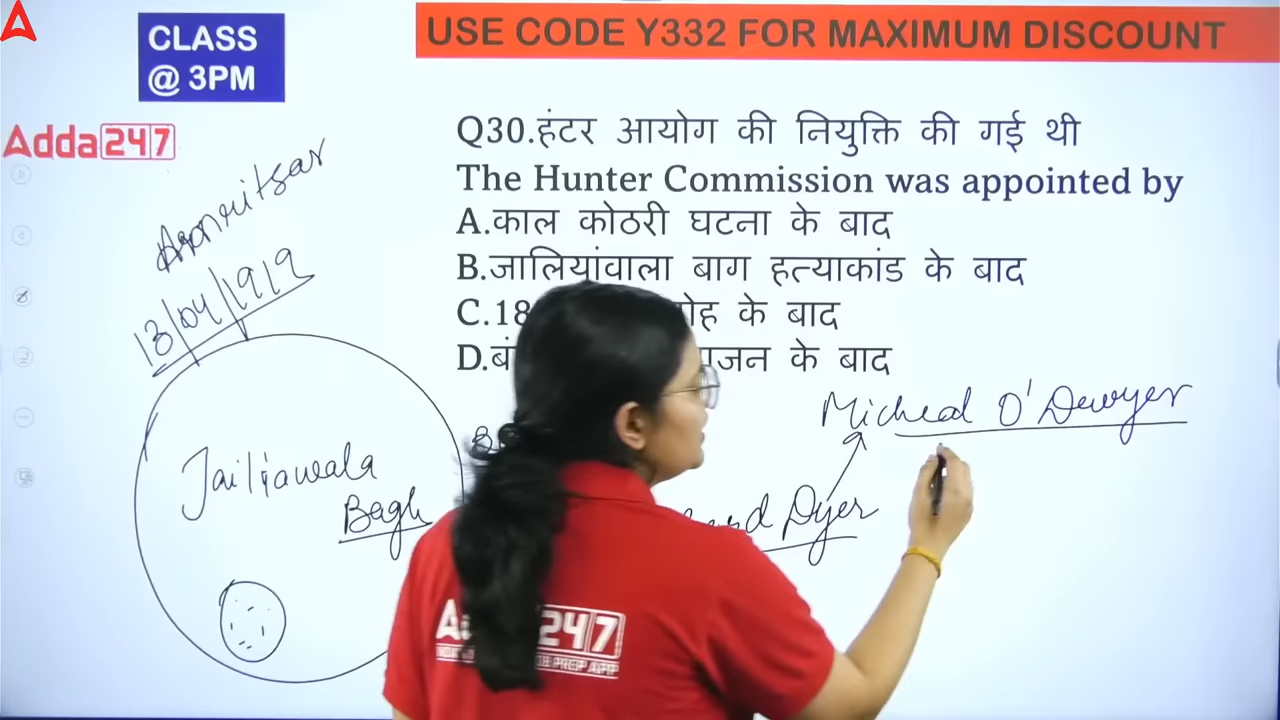 CLASS
@ 3PM
USE CODE Y332 FOR MAXIMUM DISCOUNT
Adda247
Q30.हंटर आयोग की नियुक्ति की गई थी
The Hunter Commission was appointed by
A.काल कोठरी घटना के बाद
B.जालियांवाला बाग हत्याकांड के बाद
C.18 के बाद
D.बं के बाद
Amritsar
13/04/1919
Jailiawala
Bagh
Micheal O'Dewyer
Dyer
247